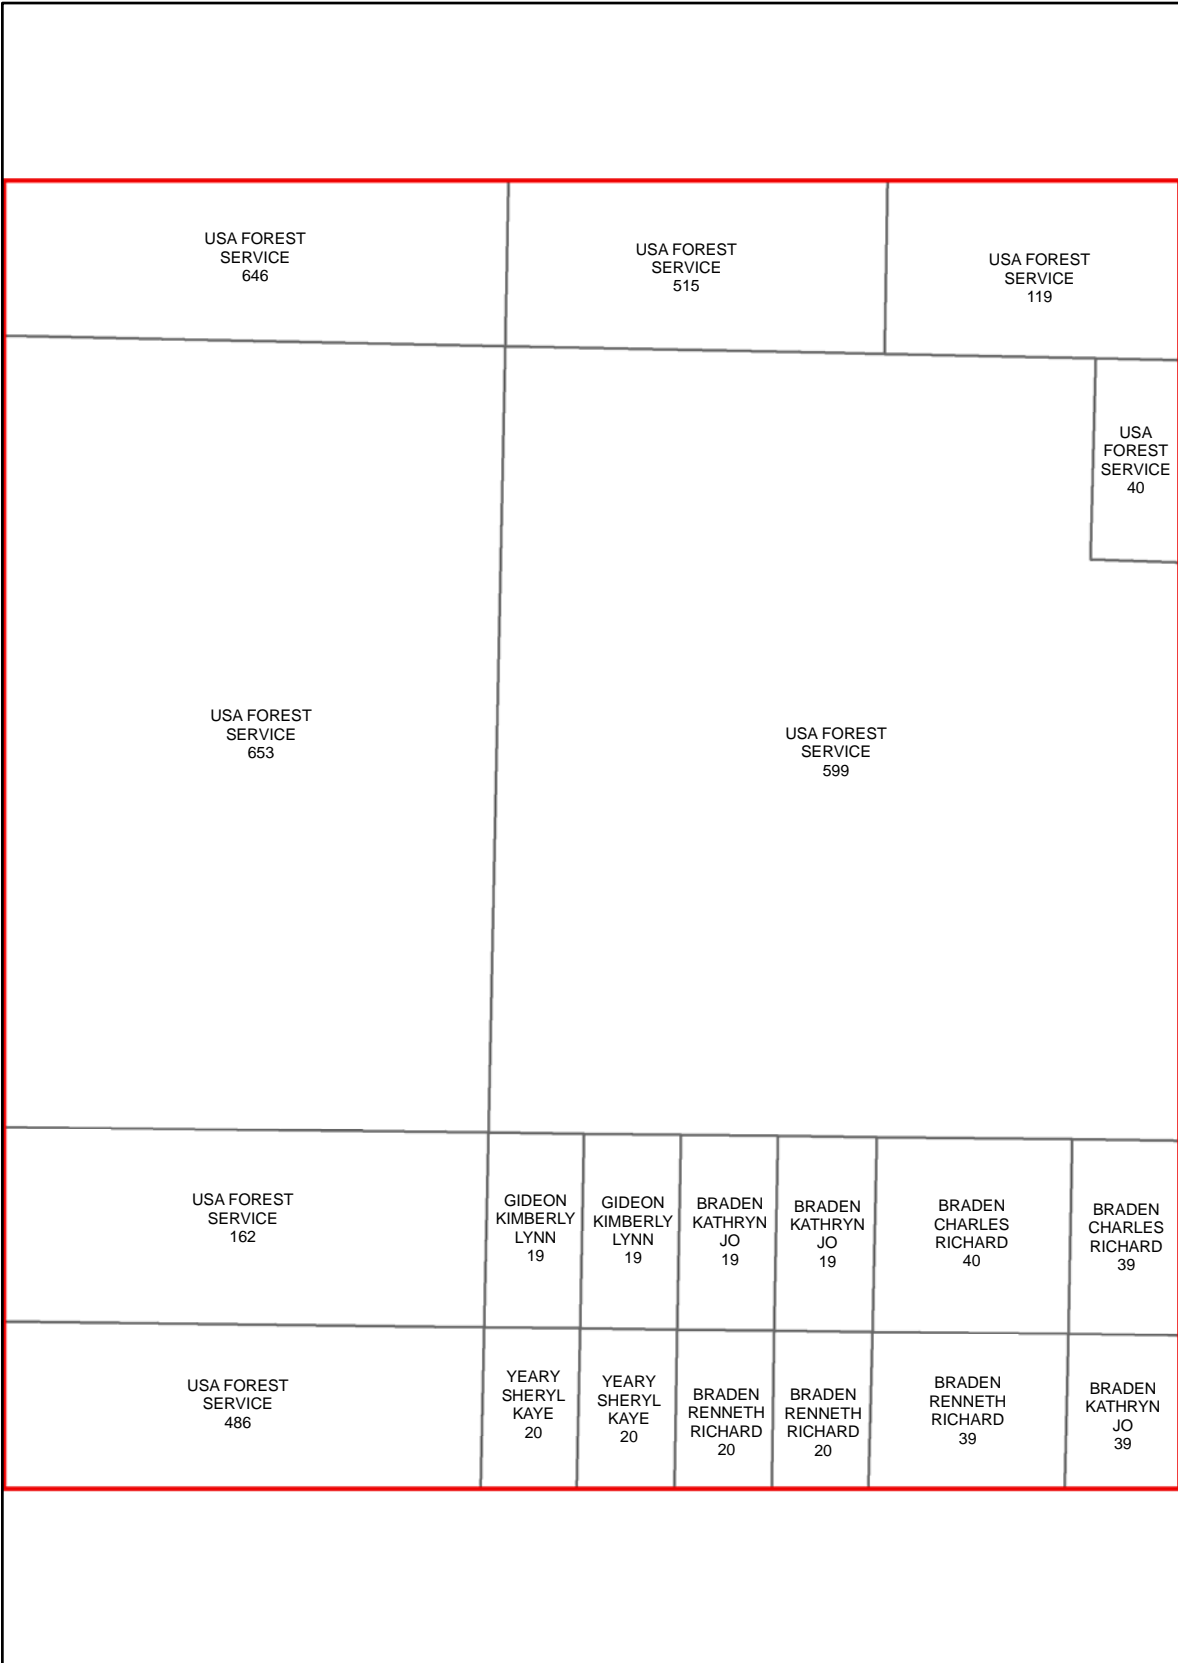 USA FOREST
SERVICE
646
USA FOREST
SERVICE
515
USA FOREST
SERVICE
119
USA
FOREST
SERVICE
40
USA FOREST
SERVICE
653
USA FOREST
SERVICE
599
USA FOREST
SERVICE
162
GIDEON
KIMBERLY
LYNN
19
GIDEON
KIMBERLY
LYNN
19
BRADEN
KATHRYN
JO
19
BRADEN
KATHRYN
JO
19
BRADEN
CHARLES
RICHARD
40
BRADEN
CHARLES
RICHARD
39
USA FOREST
SERVICE
486
YEARY
SHERYL
KAYE
20
YEARY
SHERYL
KAYE
20
BRADEN
RENNETH
RICHARD
20
BRADEN
RENNETH
RICHARD
20
BRADEN
RENNETH
RICHARD
39
BRADEN
KATHRYN
JO
39